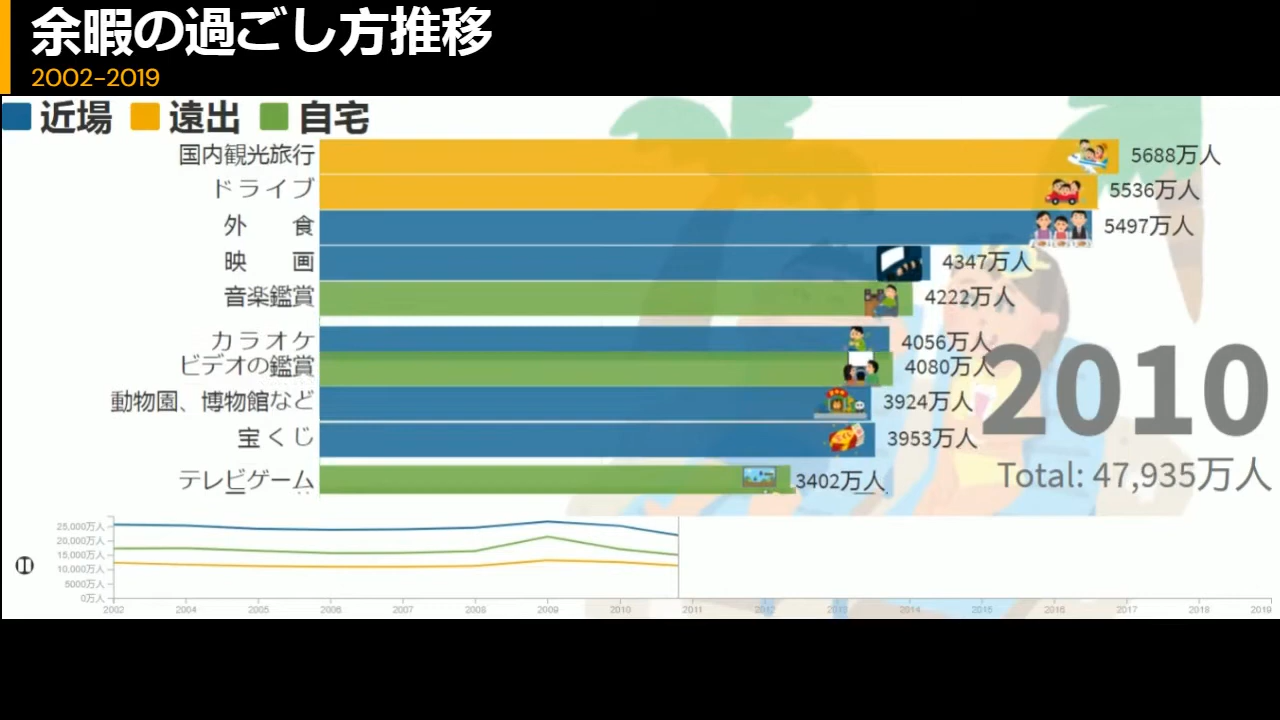 余暇の過ごし方推移
2002-2019
近場 遠出 自宅
国内観光旅行 5688万人
ドライブ 5536万人
外 食 5497万人
映 画 4347万人
音楽鑑賞 4222万人
カラオケ 4056万人
ビデオの鑑賞 4080万人
動物園、博物館など 3924万人
宝くじ 3953万人
テレビゲーム 3402万人
2010
Total: 47,935万人
25,000万人
20,000万人
15,000万人
10,000万人
5000万人
0万人
2002 2004 2005 2006 2007 2008 2009 2010 2011 2012 2013 2014 2015 2016 2017 2018 2019